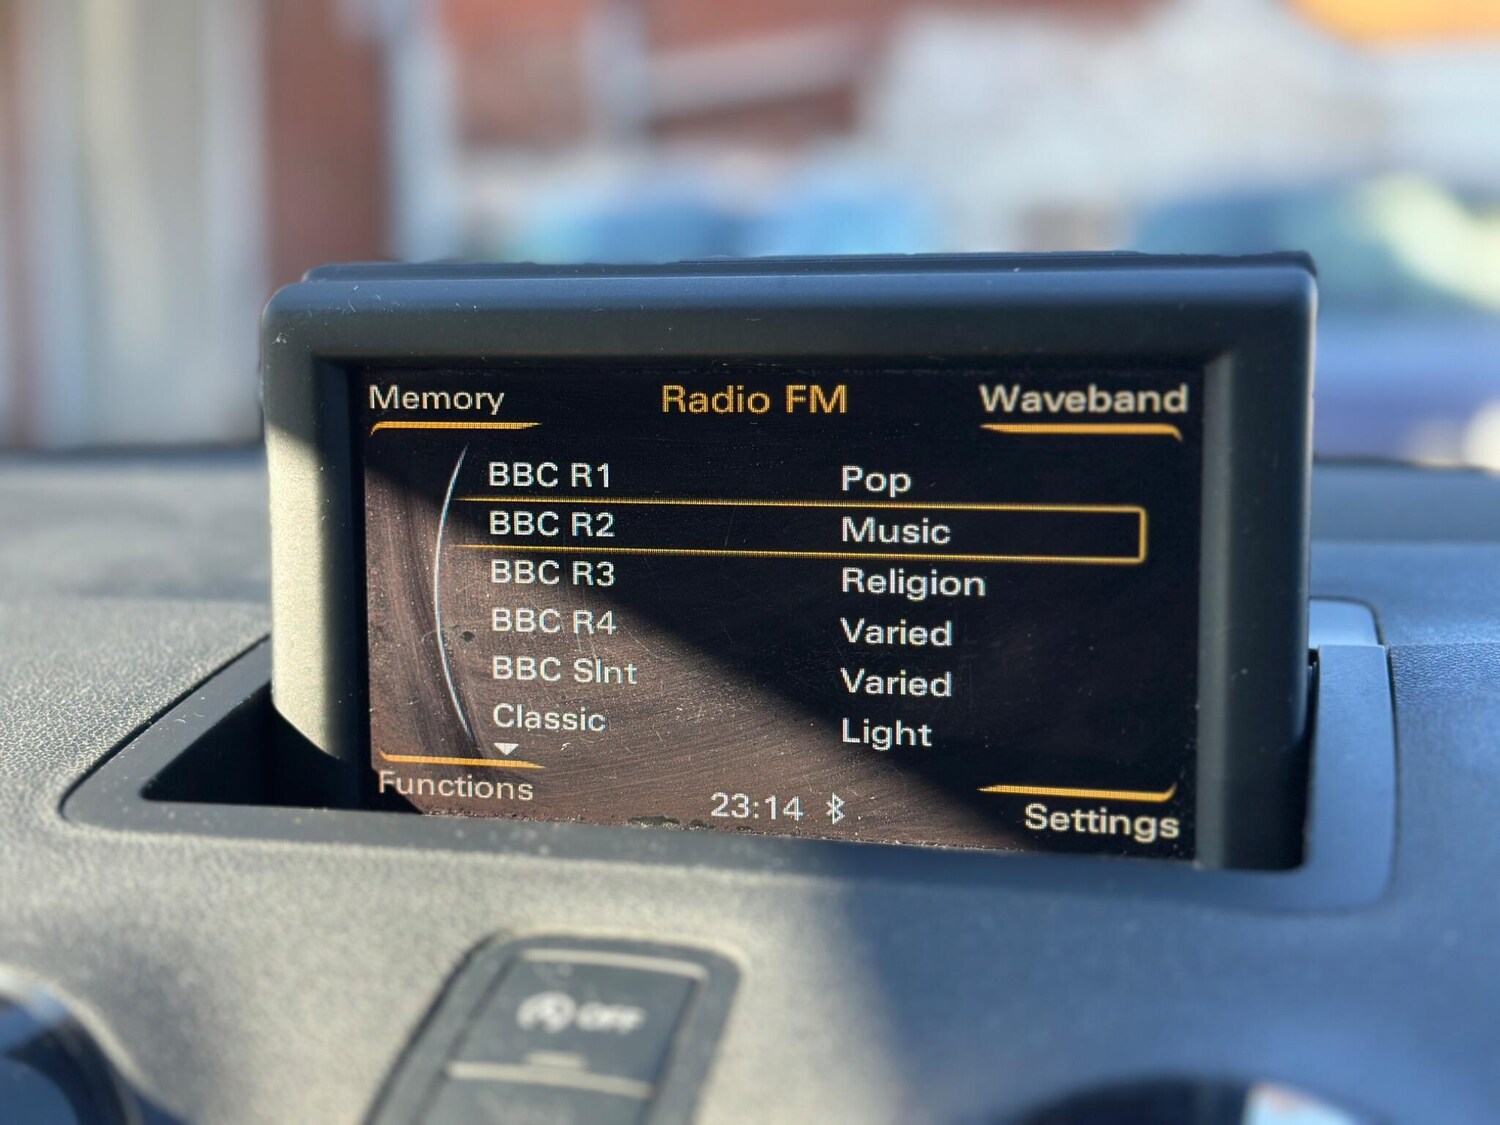 Memory Radio FM Waveband
BBC R1 Pop
BBC R2 Music
BBC R3 Religion
BBC R4 Varied
BBC Slnt Varied
Classic Light
Functions 23:14 Settings
OFF